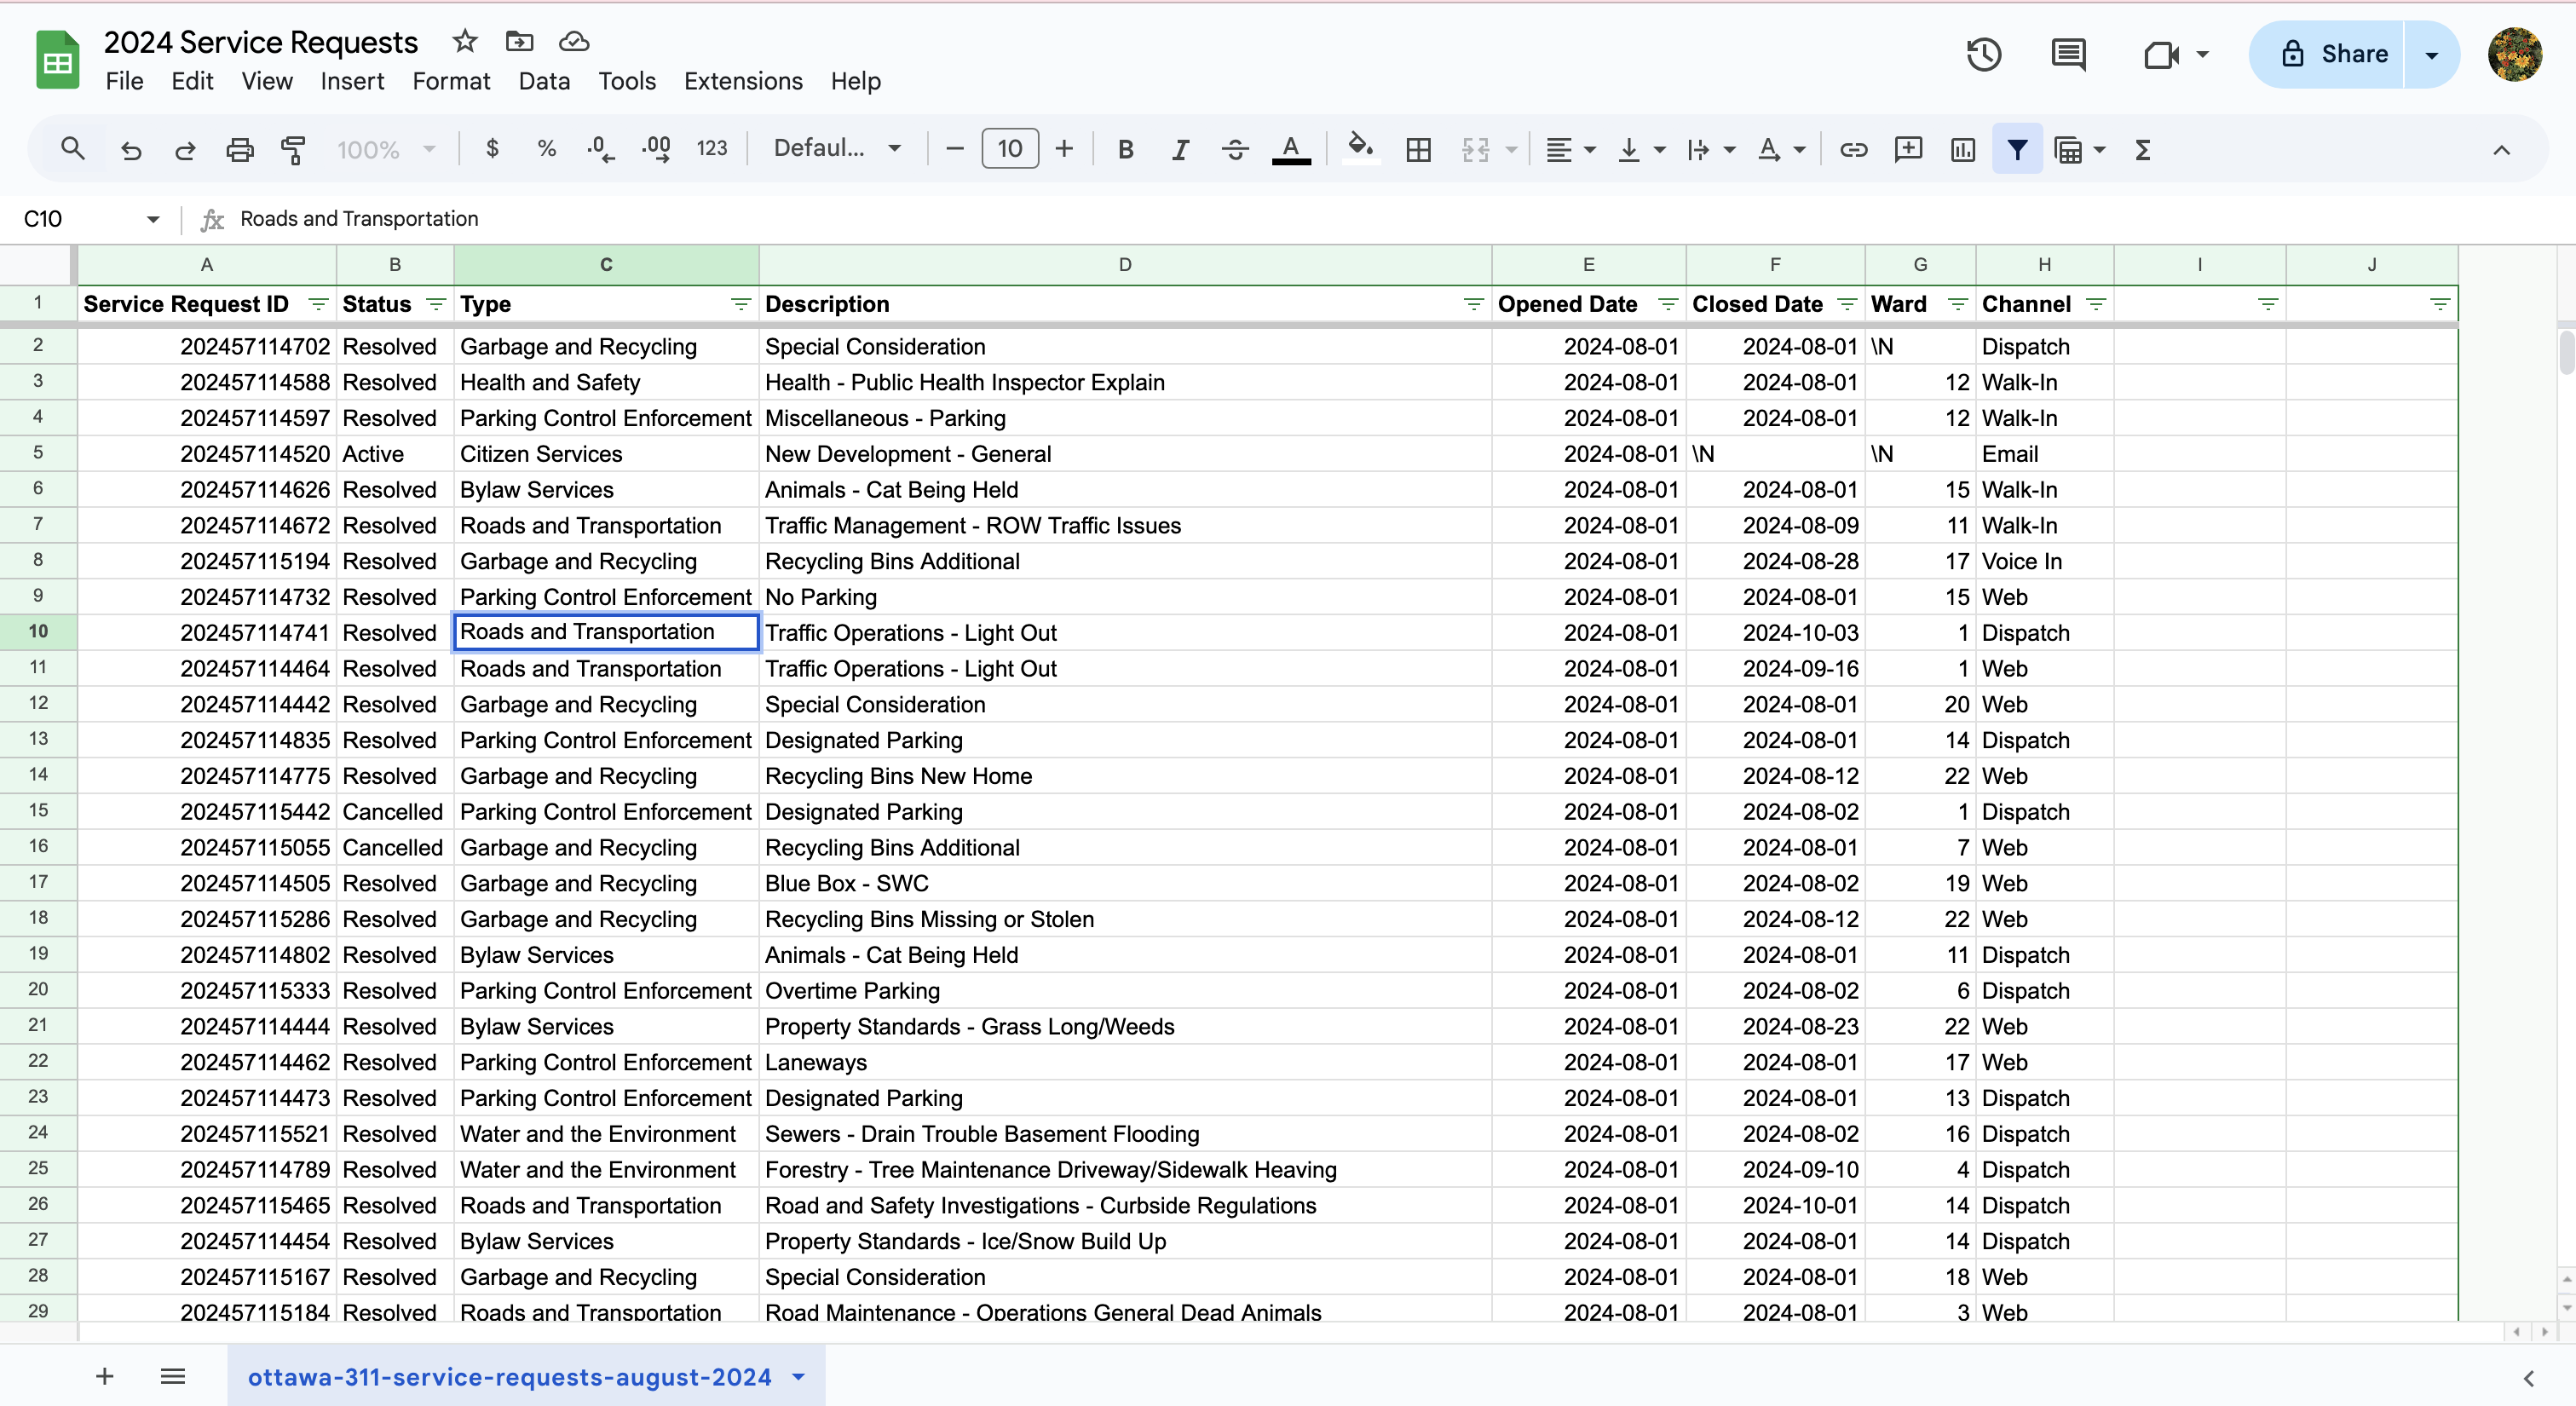 2024 Service Requests
File Edit View Insert Format Data Tools Extensions Help
Share
100% $ % .0 .00 123 Defaul... 10 B I A A Σ
C10 fx Roads and Transportation
A B C D E F G H I J
1 Service Request ID Status Type Description Opened Date Closed Date Ward Channel
2 202457114702 Resolved Garbage and Recycling Special Consideration 2024-08-01 2024-08-01 \N Dispatch
3 202457114588 Resolved Health and Safety Health - Public Health Inspector Explain 2024-08-01 2024-08-01 12 Walk-In
4 202457114597 Resolved Parking Control Enforcement Miscellaneous - Parking 2024-08-01 2024-08-01 12 Walk-In
5 202457114520 Active Citizen Services New Development - General 2024-08-01 \N \N Email
6 202457114626 Resolved Bylaw Services Animals - Cat Being Held 2024-08-01 2024-08-01 15 Walk-In
7 202457114672 Resolved Roads and Transportation Traffic Management - ROW Traffic Issues 2024-08-01 2024-08-09 11 Walk-In
8 202457115194 Resolved Garbage and Recycling Recycling Bins Additional 2024-08-01 2024-08-28 17 Voice In
9 202457114732 Resolved Parking Control Enforcement No Parking 2024-08-01 2024-08-01 15 Web
10 202457114741 Resolved Roads and Transportation Traffic Operations - Light Out 2024-08-01 2024-10-03 1 Dispatch
11 202457114464 Resolved Roads and Transportation Traffic Operations - Light Out 2024-08-01 2024-09-16 1 Web
12 202457114442 Resolved Garbage and Recycling Special Consideration 2024-08-01 2024-08-01 20 Web
13 202457114835 Resolved Parking Control Enforcement Designated Parking 2024-08-01 2024-08-01 14 Dispatch
14 202457114775 Resolved Garbage and Recycling Recycling Bins New Home 2024-08-01 2024-08-12 22 Web
15 202457115442 Cancelled Parking Control Enforcement Designated Parking 2024-08-01 2024-08-02 1 Dispatch
16 202457115055 Cancelled Garbage and Recycling Recycling Bins Additional 2024-08-01 2024-08-01 7 Web
17 202457114505 Resolved Garbage and Recycling Blue Box - SWC 2024-08-01 2024-08-02 19 Web
18 202457115286 Resolved Garbage and Recycling Recycling Bins Missing or Stolen 2024-08-01 2024-08-12 22 Web
19 202457114802 Resolved Bylaw Services Animals - Cat Being Held 2024-08-01 2024-08-01 11 Dispatch
20 202457115333 Resolved Parking Control Enforcement Overtime Parking 2024-08-01 2024-08-02 6 Dispatch
21 202457114444 Resolved Bylaw Services Property Standards - Grass Long/Weeds 2024-08-01 2024-08-23 22 Web
22 202457114462 Resolved Parking Control Enforcement Laneways 2024-08-01 2024-08-01 17 Web
23 202457114473 Resolved Parking Control Enforcement Designated Parking 2024-08-01 2024-08-01 13 Dispatch
24 202457115521 Resolved Water and the Environment Sewers - Drain Trouble Basement Flooding 2024-08-01 2024-08-02 16 Dispatch
25 202457114789 Resolved Water and the Environment Forestry - Tree Maintenance Driveway/Sidewalk Heaving 2024-08-01 2024-09-10 4 Dispatch
26 202457115465 Resolved Roads and Transportation Road and Safety Investigations - Curbside Regulations 2024-08-01 2024-10-01 14 Dispatch
27 202457114454 Resolved Bylaw Services Property Standards - Ice/Snow Build Up 2024-08-01 2024-08-01 14 Dispatch
28 202457115167 Resolved Garbage and Recycling Special Consideration 2024-08-01 2024-08-01 18 Web
29 202457115184 Resolved Roads and Transportation Road Maintenance - Operations General Dead Animals 2024-08-01 2024-08-01 3 Web
ottawa-311-service-requests-august-2024